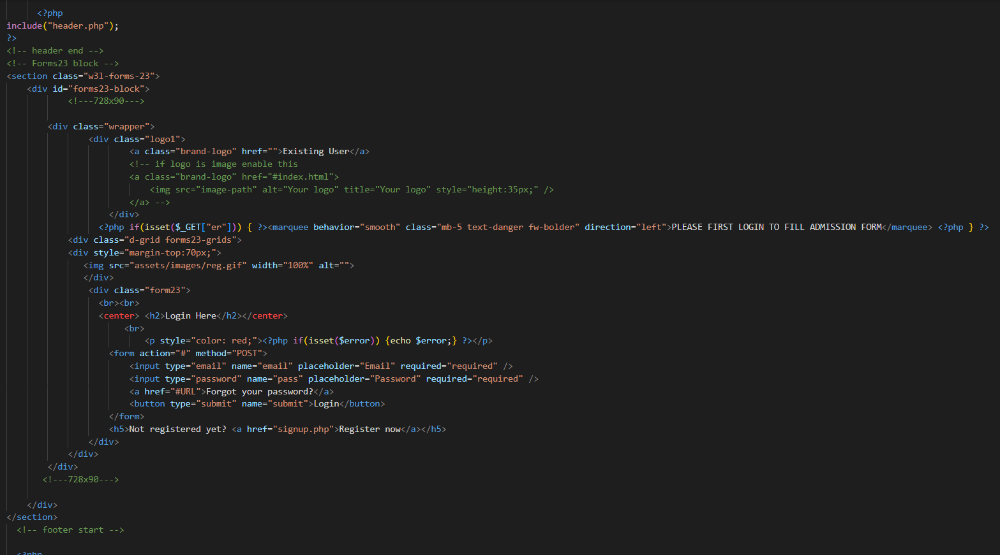 <?php
include("header.php");
?>
<!-- header end -->
<!-- Forms23 block -->
<section class="w3l-forms-23">
<div id="forms23-block">
<!---728x90--->
<div class="wrapper">
<div class="logo1">
<a class="brand-logo" href="">Existing User</a>
<!-- if logo is image enable this
<a class="brand-logo" href="#index.html">
<img src="image-path" alt="Your logo" title="Your logo" style="height:35px;" />
</a> -->
</div>
<?php if(isset($_GET["er"])) { ?><marquee behavior="smooth" class="mb-5 text-danger fw-bolder" direction="left">PLEASE FIRST LOGIN TO FILL ADMISSION FORM</marquee> <?php } ?>
<div class="d-grid forms23-grids">
<div style="margin-top:70px;">
<img src="assets/images/reg.gif" width="100%" alt="">
</div>
<div class="form23">
<br><br>
<center> <h2>Login Here</h2></center>
<br>
<p style="color: red;"><?php if(isset($error)) {echo $error;} ?></p>
<form action="#" method="POST">
<input type="email" name="email" placeholder="Email" required="required" />
<input type="password" name="pass" placeholder="Password" required="required" />
<a href="#URL">Forgot your password?</a>
<button type="submit" name="submit">Login</button>
</form>
<h5>Not registered yet? <a href="signup.php">Register now</a></h5>
</div>
</div>
</div>
<!---728x90--->
</div>
</section>
<!-- footer start -->
<?php